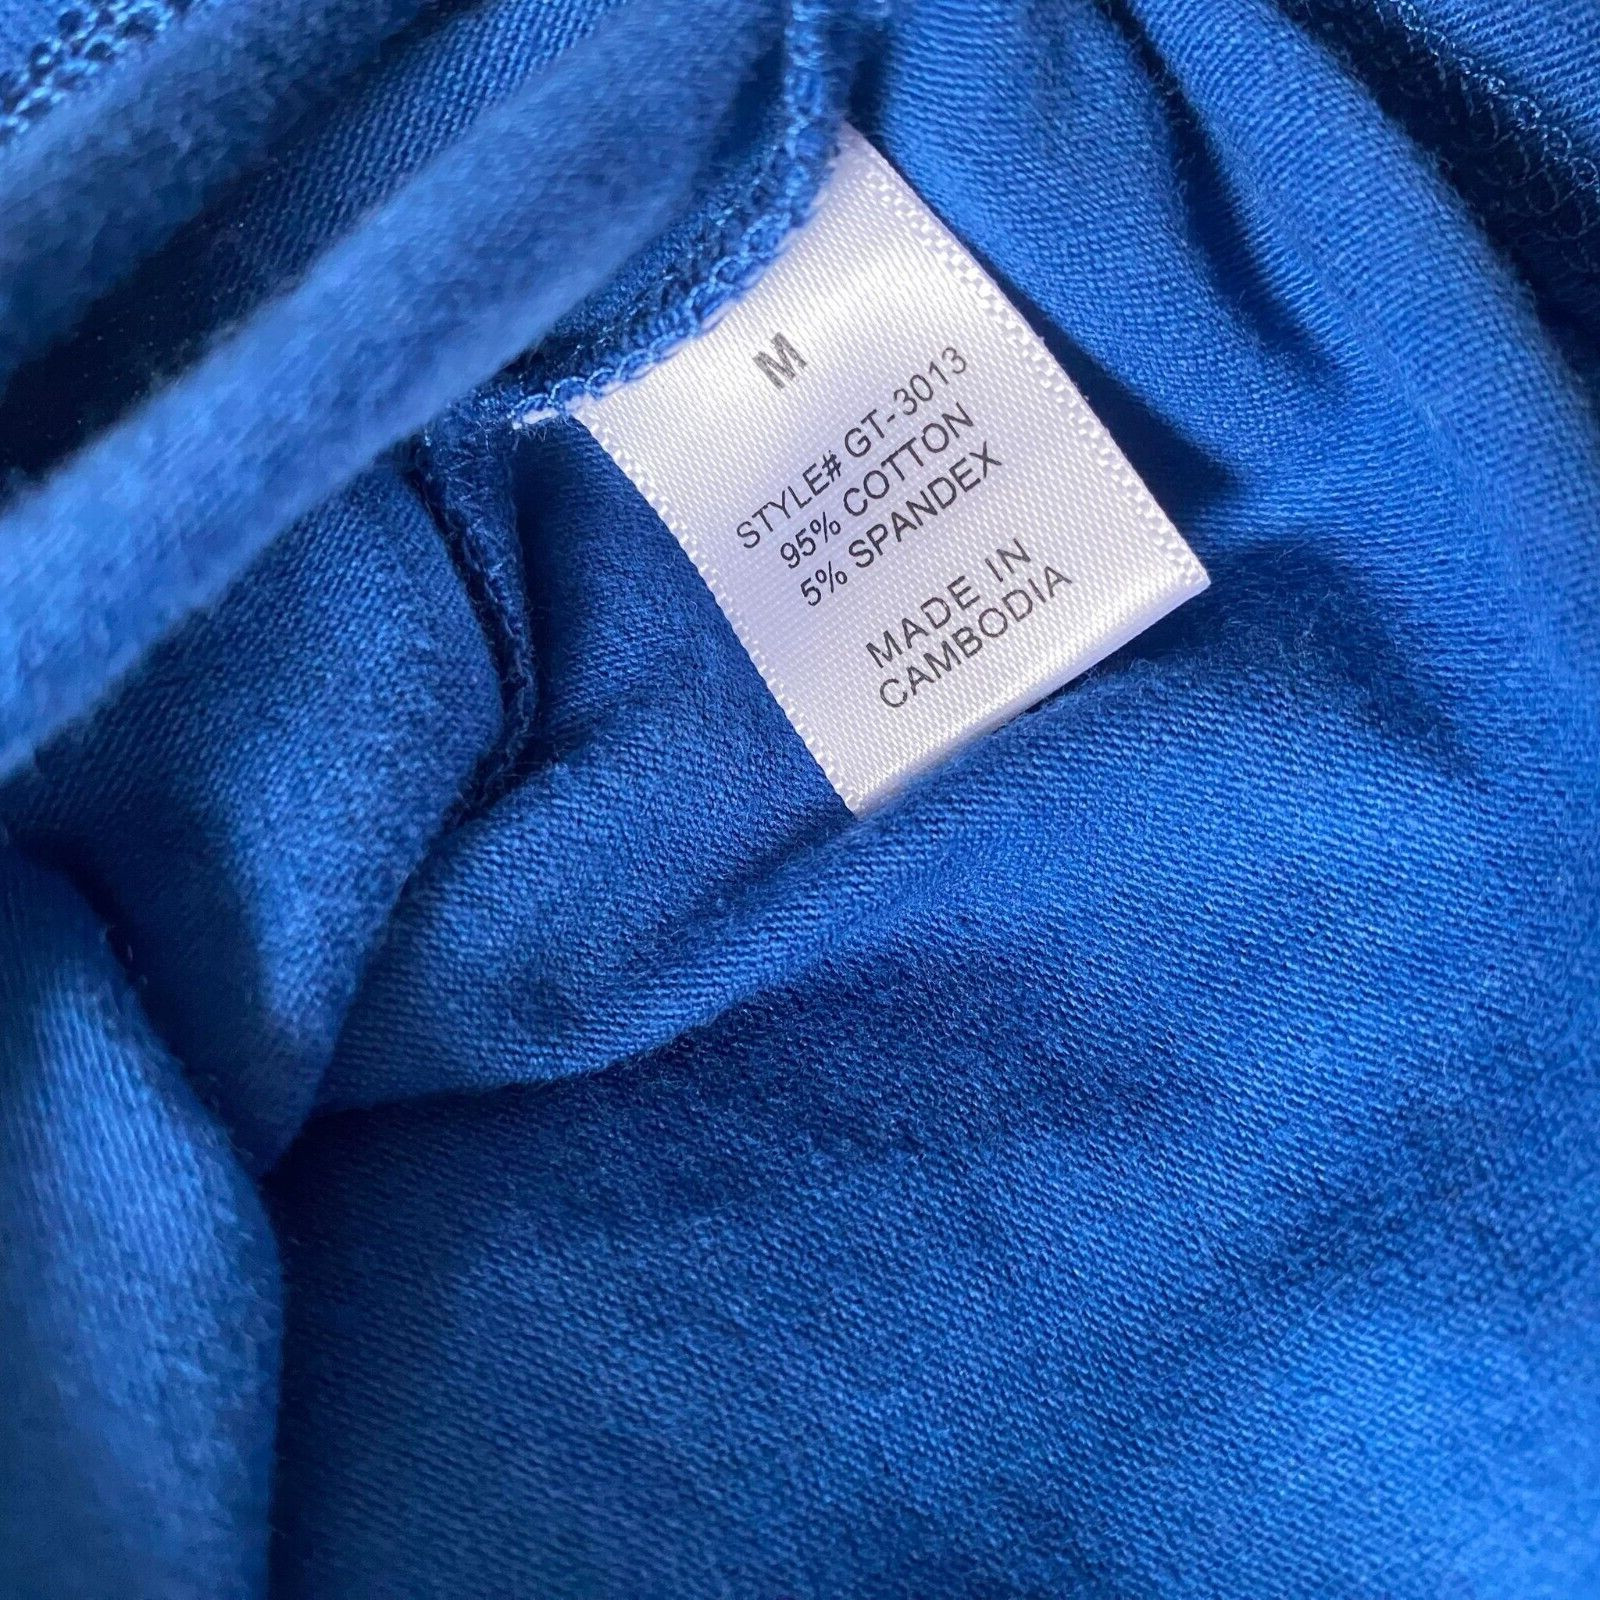 M
STYLE# GT-3013
95% COTTON
5% SPANDEX
MADE IN
CAMBODIA